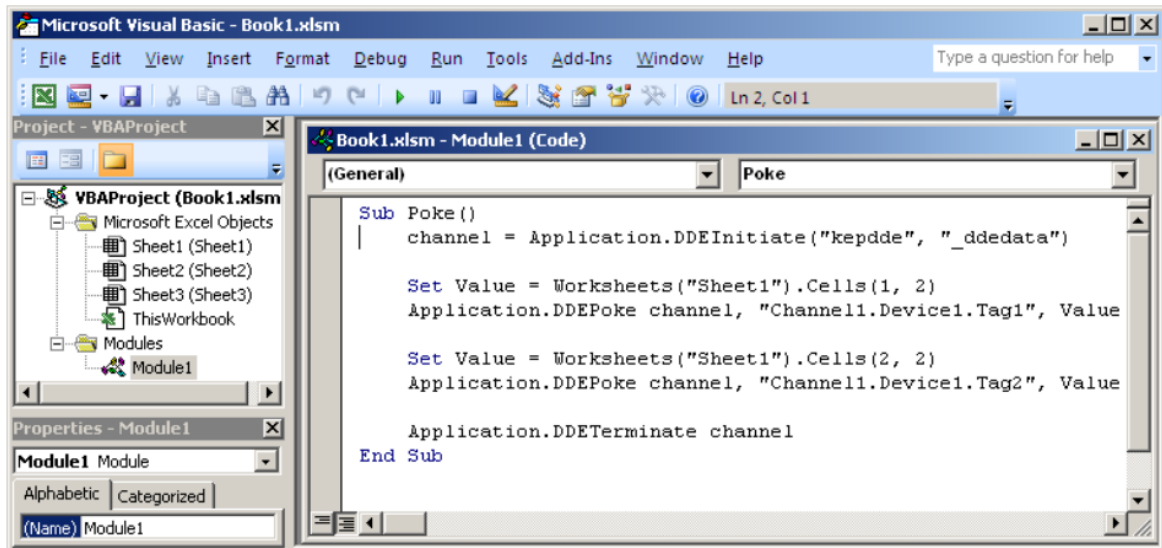 Microsoft Visual Basic - Book1.xlsm
File Edit View Insert Format Debug Run Tools Add-Ins Window Help Type a question for help
Ln 2, Col 1
Project - VBAProject
VBAProject (Book1.xlsm
Microsoft Excel Objects
Sheet1 (Sheet1)
Sheet2 (Sheet2)
Sheet3 (Sheet3)
ThisWorkbook
Modules
Module1
Properties - Module1
Module1 Module
Alphabetic Categorized
(Name) Module1
Book1.xlsm - Module1 (Code)
(General) Poke
Sub Poke()
channel = Application.DDEInitiate("kepdde", "_ddedata")
Set Value = Worksheets("Sheet1").Cells(1, 2)
Application.DDEPoke channel, "Channel1.Device1.Tag1", Value
Set Value = Worksheets("Sheet1").Cells(2, 2)
Application.DDEPoke channel, "Channel1.Device1.Tag2", Value
Application.DDETerminate channel
End Sub